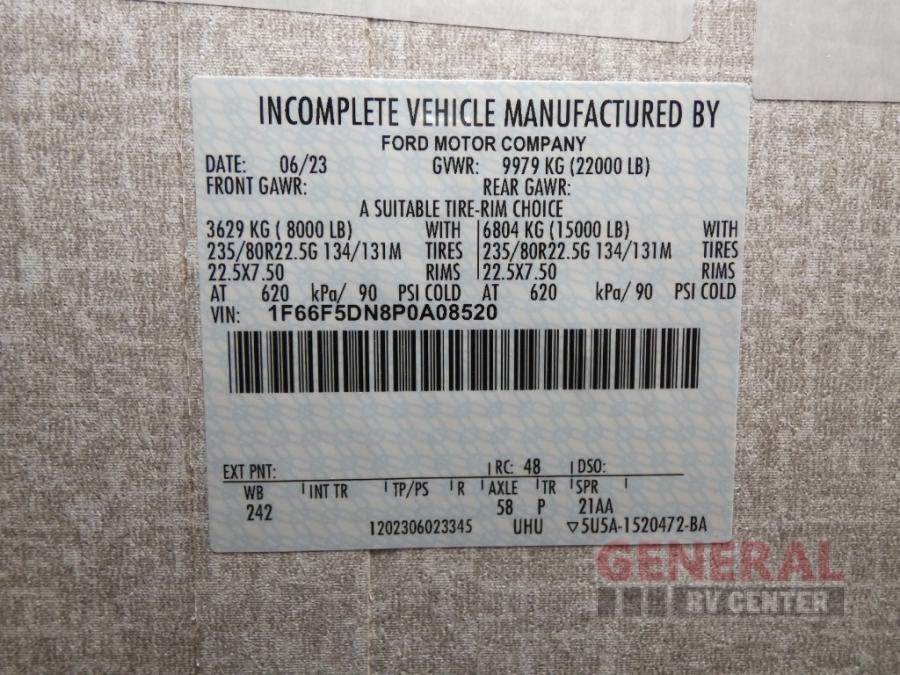 INCOMPLETE VEHICLE MANUFACTURED BY
FORD MOTOR COMPANY
DATE: 06/23 GVWR: 9979 KG (22000 LB)
FRONT GAWR: REAR GAWR:
A SUITABLE TIRE-RIM CHOICE
3629 KG ( 8000 LB) WITH 6804 KG (15000 LB) WITH
235/80R22.5G 134/131M TIRES 235/80R22.5G 134/131M TIRES
22.5X7.50 RIMS 22.5X7.50 RIMS
AT 620 kPa/ 90 PSI COLD AT 620 kPa/ 90 PSI COLD
VIN: 1F66F5DN8P0A08520
EXT PNT: RC: 48 DSO:
WB INT TR TP/PS R AXLE TR SPR
242 58 P 21AA
1202306023345 UHU ▽5U5A-1520472-BA
GENERAL
RV CENTER